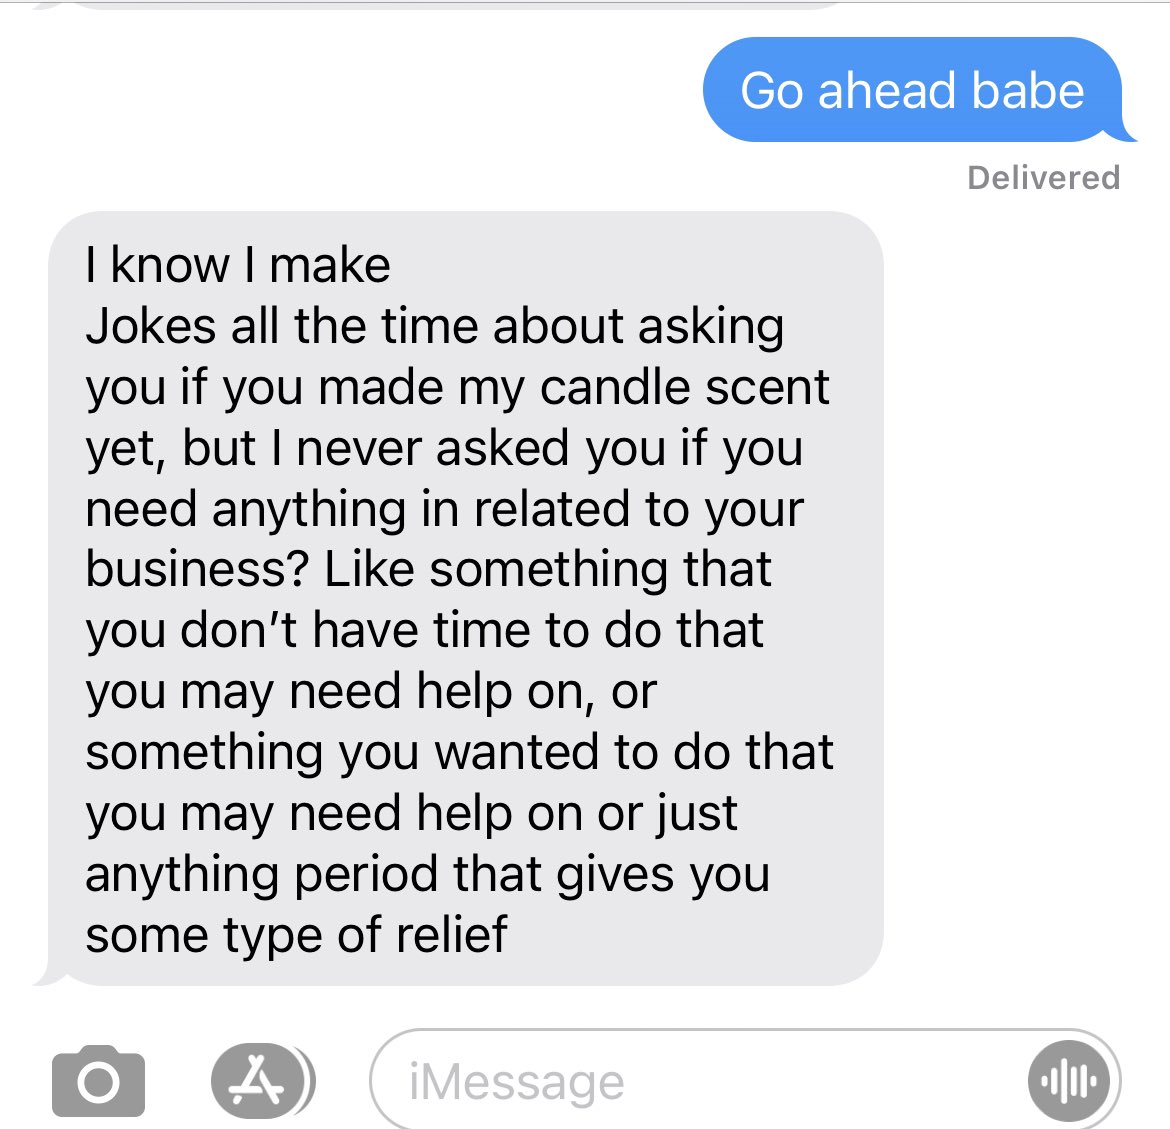 Go ahead babe
Delivered
I know I make
Jokes all the time about asking
you if you made my candle scent
yet, but I never asked you if you
need anything in related to your
business? Like something that
you don’t have time to do that
you may need help on, or
something you wanted to do that
you may need help on or just
anything period that gives you
some type of relief
iMessage